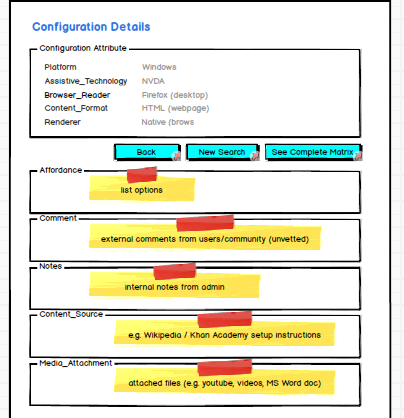 Configuration Details
Configuration Attribute
Platform Windows
Assistive_Technology NVDA
Browser_Reader Firefox (desktop)
Content_Format HTML (webpage)
Renderer Native (brows
Back New Search See Complete Matrix
Affordance
list options
Comment
external comments from users/community (unvetted)
Notes
internal notes from admin
Content_Source
e.g. Wikipedia / Khan Academy setup instructions
Media_Attachment
attached files (e.g. youtube, videos, MS Word doc)